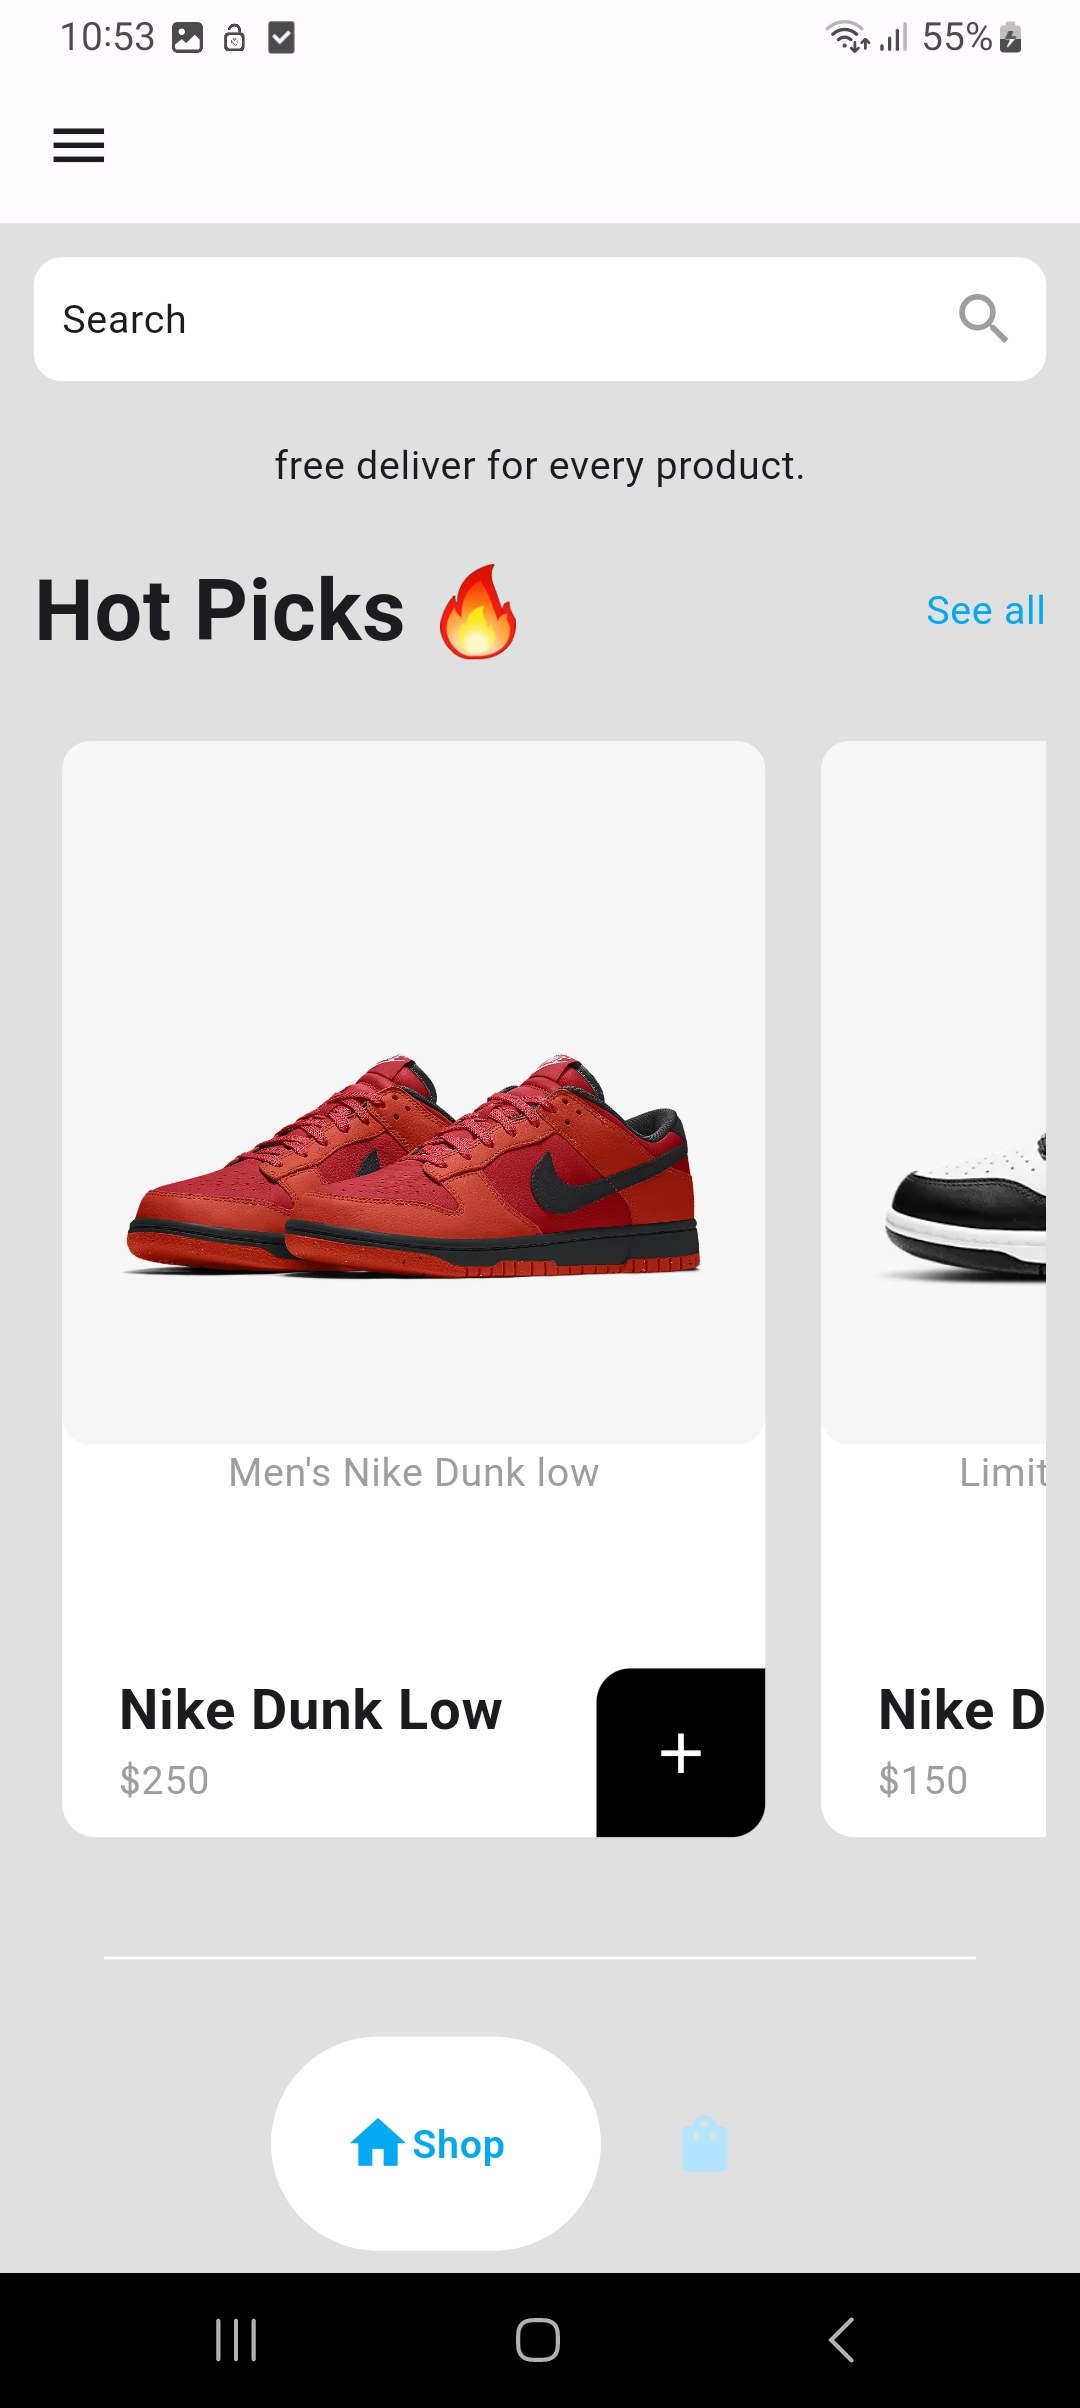 10:53 55%
Search
free deliver for every product.
Hot Picks 🔥 See all
Men's Nike Dunk low Limit
Nike Dunk Low Nike D
$250 $150
Shop